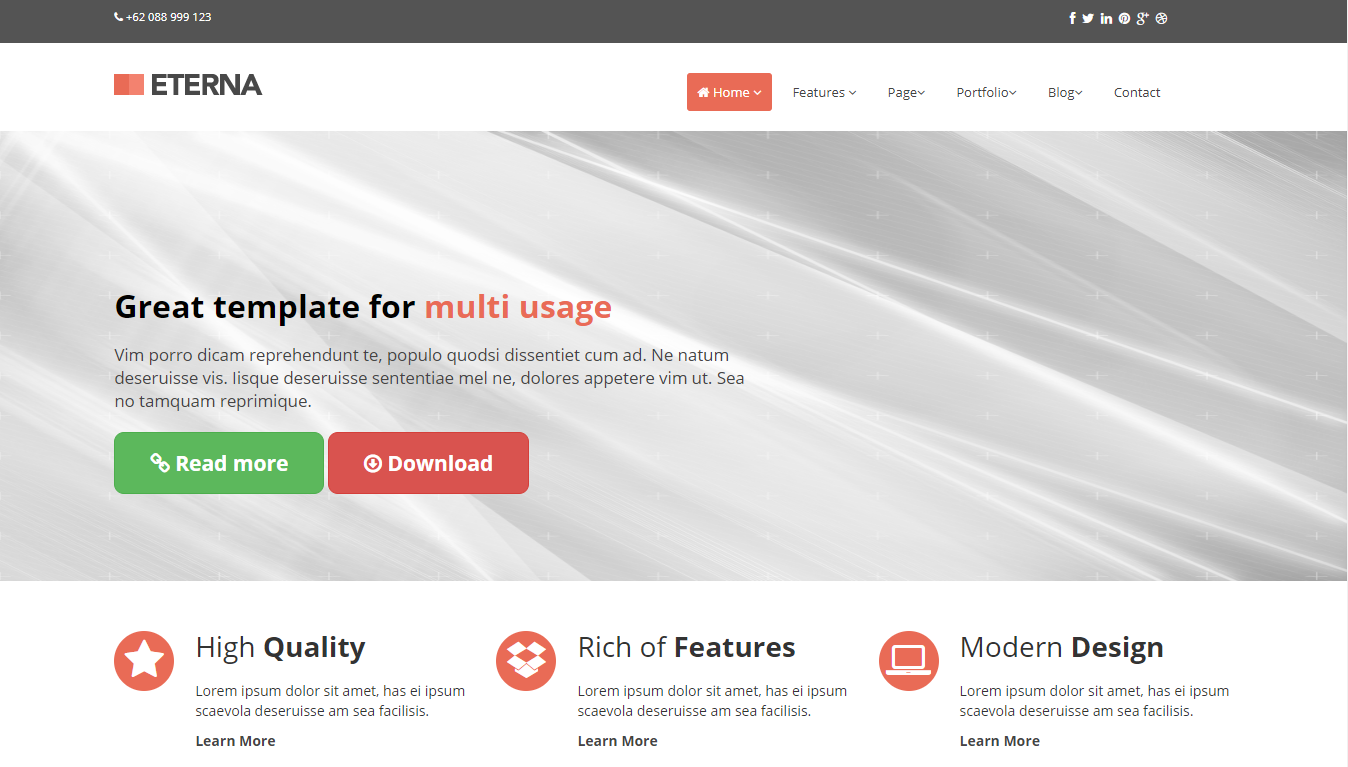 +62 088 999 123
ETERNA
Home Features Page Portfolio Blog Contact
Great template for multi usage
Vim porro dicam reprehendunt te, populo quodsi dissentiet cum ad. Ne natum
deseruisse vis. Iisque deseruisse sententiae mel ne, dolores appetere vim ut. Sea
no tamquam reprimique.
Read more Download
High Quality
Lorem ipsum dolor sit amet, has ei ipsum
scaevola deseruisse am sea facilisis.
Learn More
Rich of Features
Lorem ipsum dolor sit amet, has ei ipsum
scaevola deseruisse am sea facilisis.
Learn More
Modern Design
Lorem ipsum dolor sit amet, has ei ipsum
scaevola deseruisse am sea facilisis.
Learn More